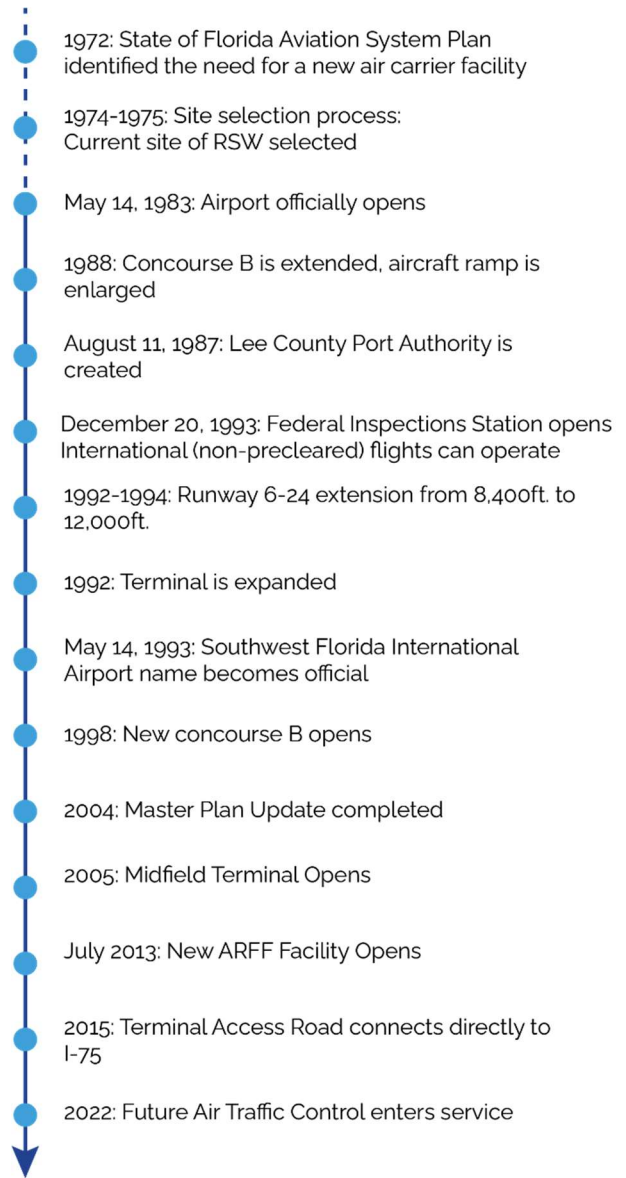 1972: State of Florida Aviation System Plan
identified the need for a new air carrier facility
1974-1975: Site selection process:
Current site of RSW selected
May 14, 1983: Airport officially opens
1988: Concourse B is extended, aircraft ramp is
enlarged
August 11, 1987: Lee County Port Authority is
created
December 20, 1993: Federal Inspections Station opens
International (non-precleared) flights can operate
1992-1994: Runway 6-24 extension from 8,400ft. to
12,000ft.
1992: Terminal is expanded
May 14, 1993: Southwest Florida International
Airport name becomes official
1998: New concourse B opens
2004: Master Plan Update completed
2005: Midfield Terminal Opens
July 2013: New ARFF Facility Opens
2015: Terminal Access Road connects directly to
I-75
2022: Future Air Traffic Control enters service